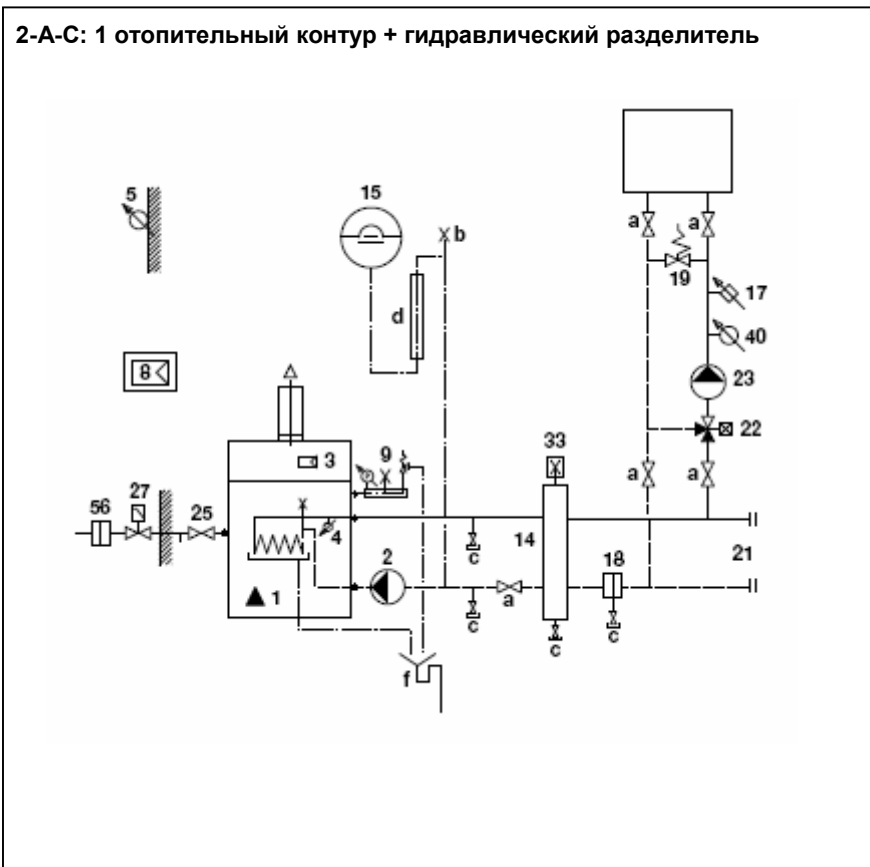 2-A-C: 1 отопительный контур + гидравлический разделитель
5
15
b
a
a
19
17
d
40
8
23
22
3
9
33
a
a
56
27
25
4
2
14
c
18
21
1
a
c
c
c
f